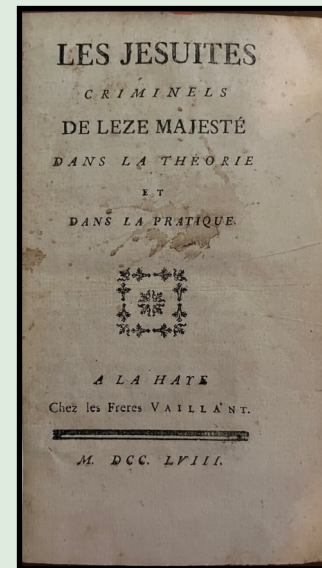 LES JESUITES
CRIMINELS
DE LEZE MAJESTÉ
DANS LA THÉORIE
ET
DANS LA PRATIQUE.
A LA HAYE
Chez les Freres VAILLANT.
M. DCC. LVIII.